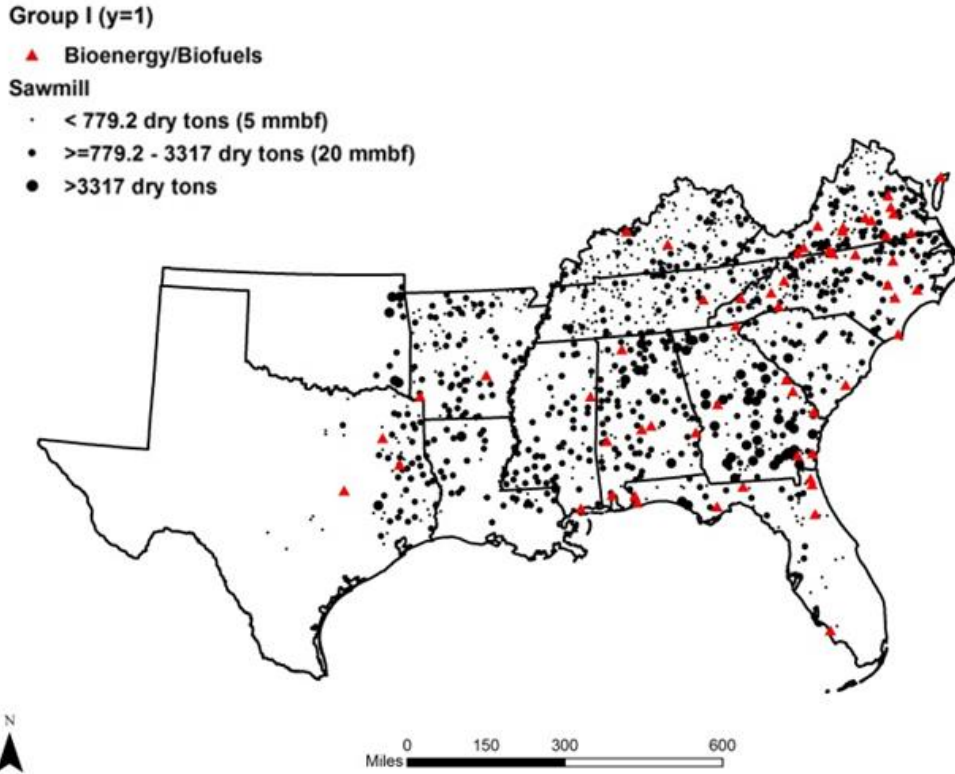 Group I (y=1)
Bioenergy/Biofuels
Sawmill
< 779.2 dry tons (5 mmbf)
>=779.2 - 3317 dry tons (20 mmbf)
>3317 dry tons
N
0 150 300 600
Miles